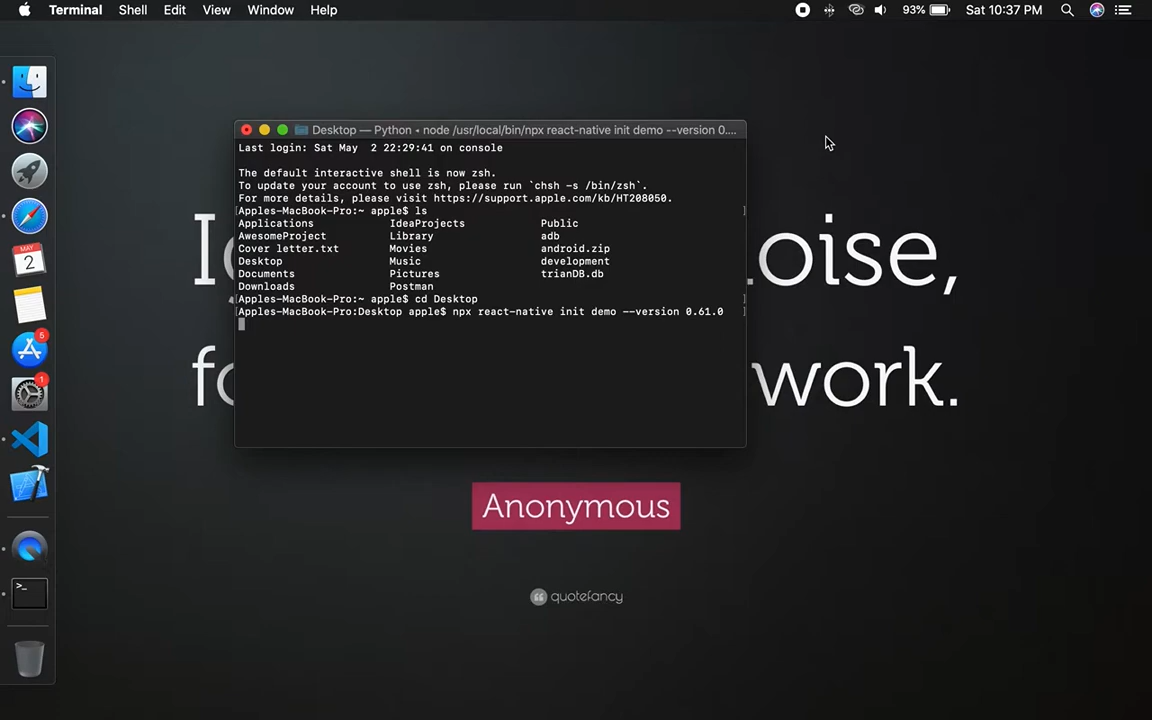 Terminal Shell Edit View Window Help 93% Sat 10:37 PM
Desktop — Python ◂ node /usr/local/bin/npx react-native init demo --version 0....
Last login: Sat May  2 22:29:41 on console
The default interactive shell is now zsh.
To update your account to use zsh, please run `chsh -s /bin/zsh`.
For more details, please visit https://support.apple.com/kb/HT208050.
[Apples-MacBook-Pro:~ apple$ ls ]
Applications IdeaProjects Public
AwesomeProject Library adb
Cover letter.txt Movies android.zip
Desktop Music development
Documents Pictures trianDB.db
Downloads Postman
[Apples-MacBook-Pro:~ apple$ cd Desktop ]
[Apples-MacBook-Pro:Desktop apple$ npx react-native init demo --version 0.61.0 ]
oise,
work.
Anonymous
quotefancy
MAY
2
5
1
>_